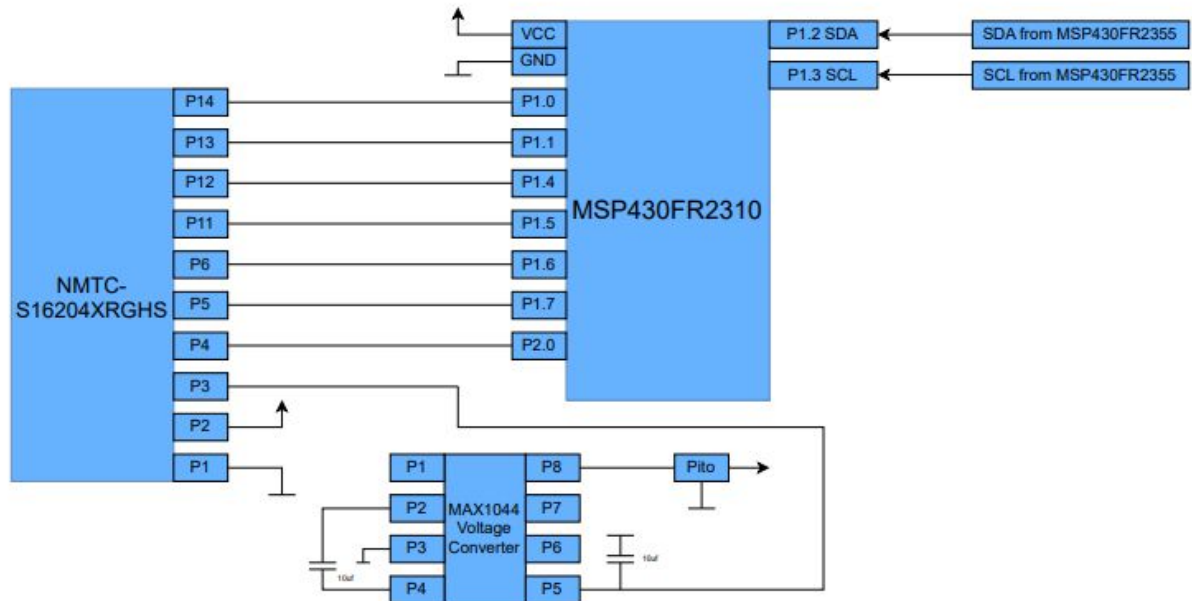 VCC
GND
P1.2 SDA
SDA from MSP430FR2355
P1.3 SCL
SCL from MSP430FR2355
P14
P1.0
P13
P1.1
P12
P1.4
P11
P1.5
MSP430FR2310
P6
P1.6
NMTC-
S16204XRGHS
P5
P1.7
P4
P2.0
P3
P2
P1
P1
P8
Pito
P2
MAX1044
Voltage
Converter
P7
P3
P6
10uf
10uf
P4
P5